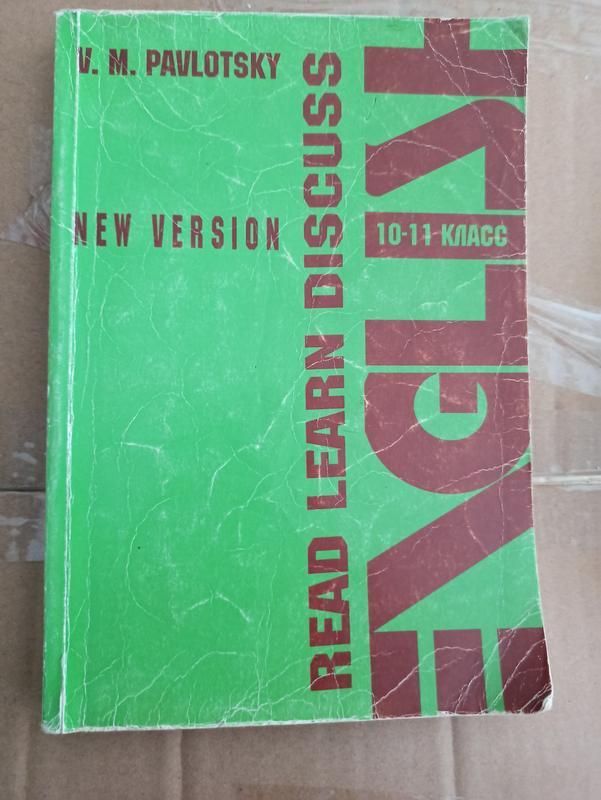 V. M. PAVLOTSKY
NEW VERSION
READ LEARN DISCUSS
ENGLISH
10-11 КЛАСС